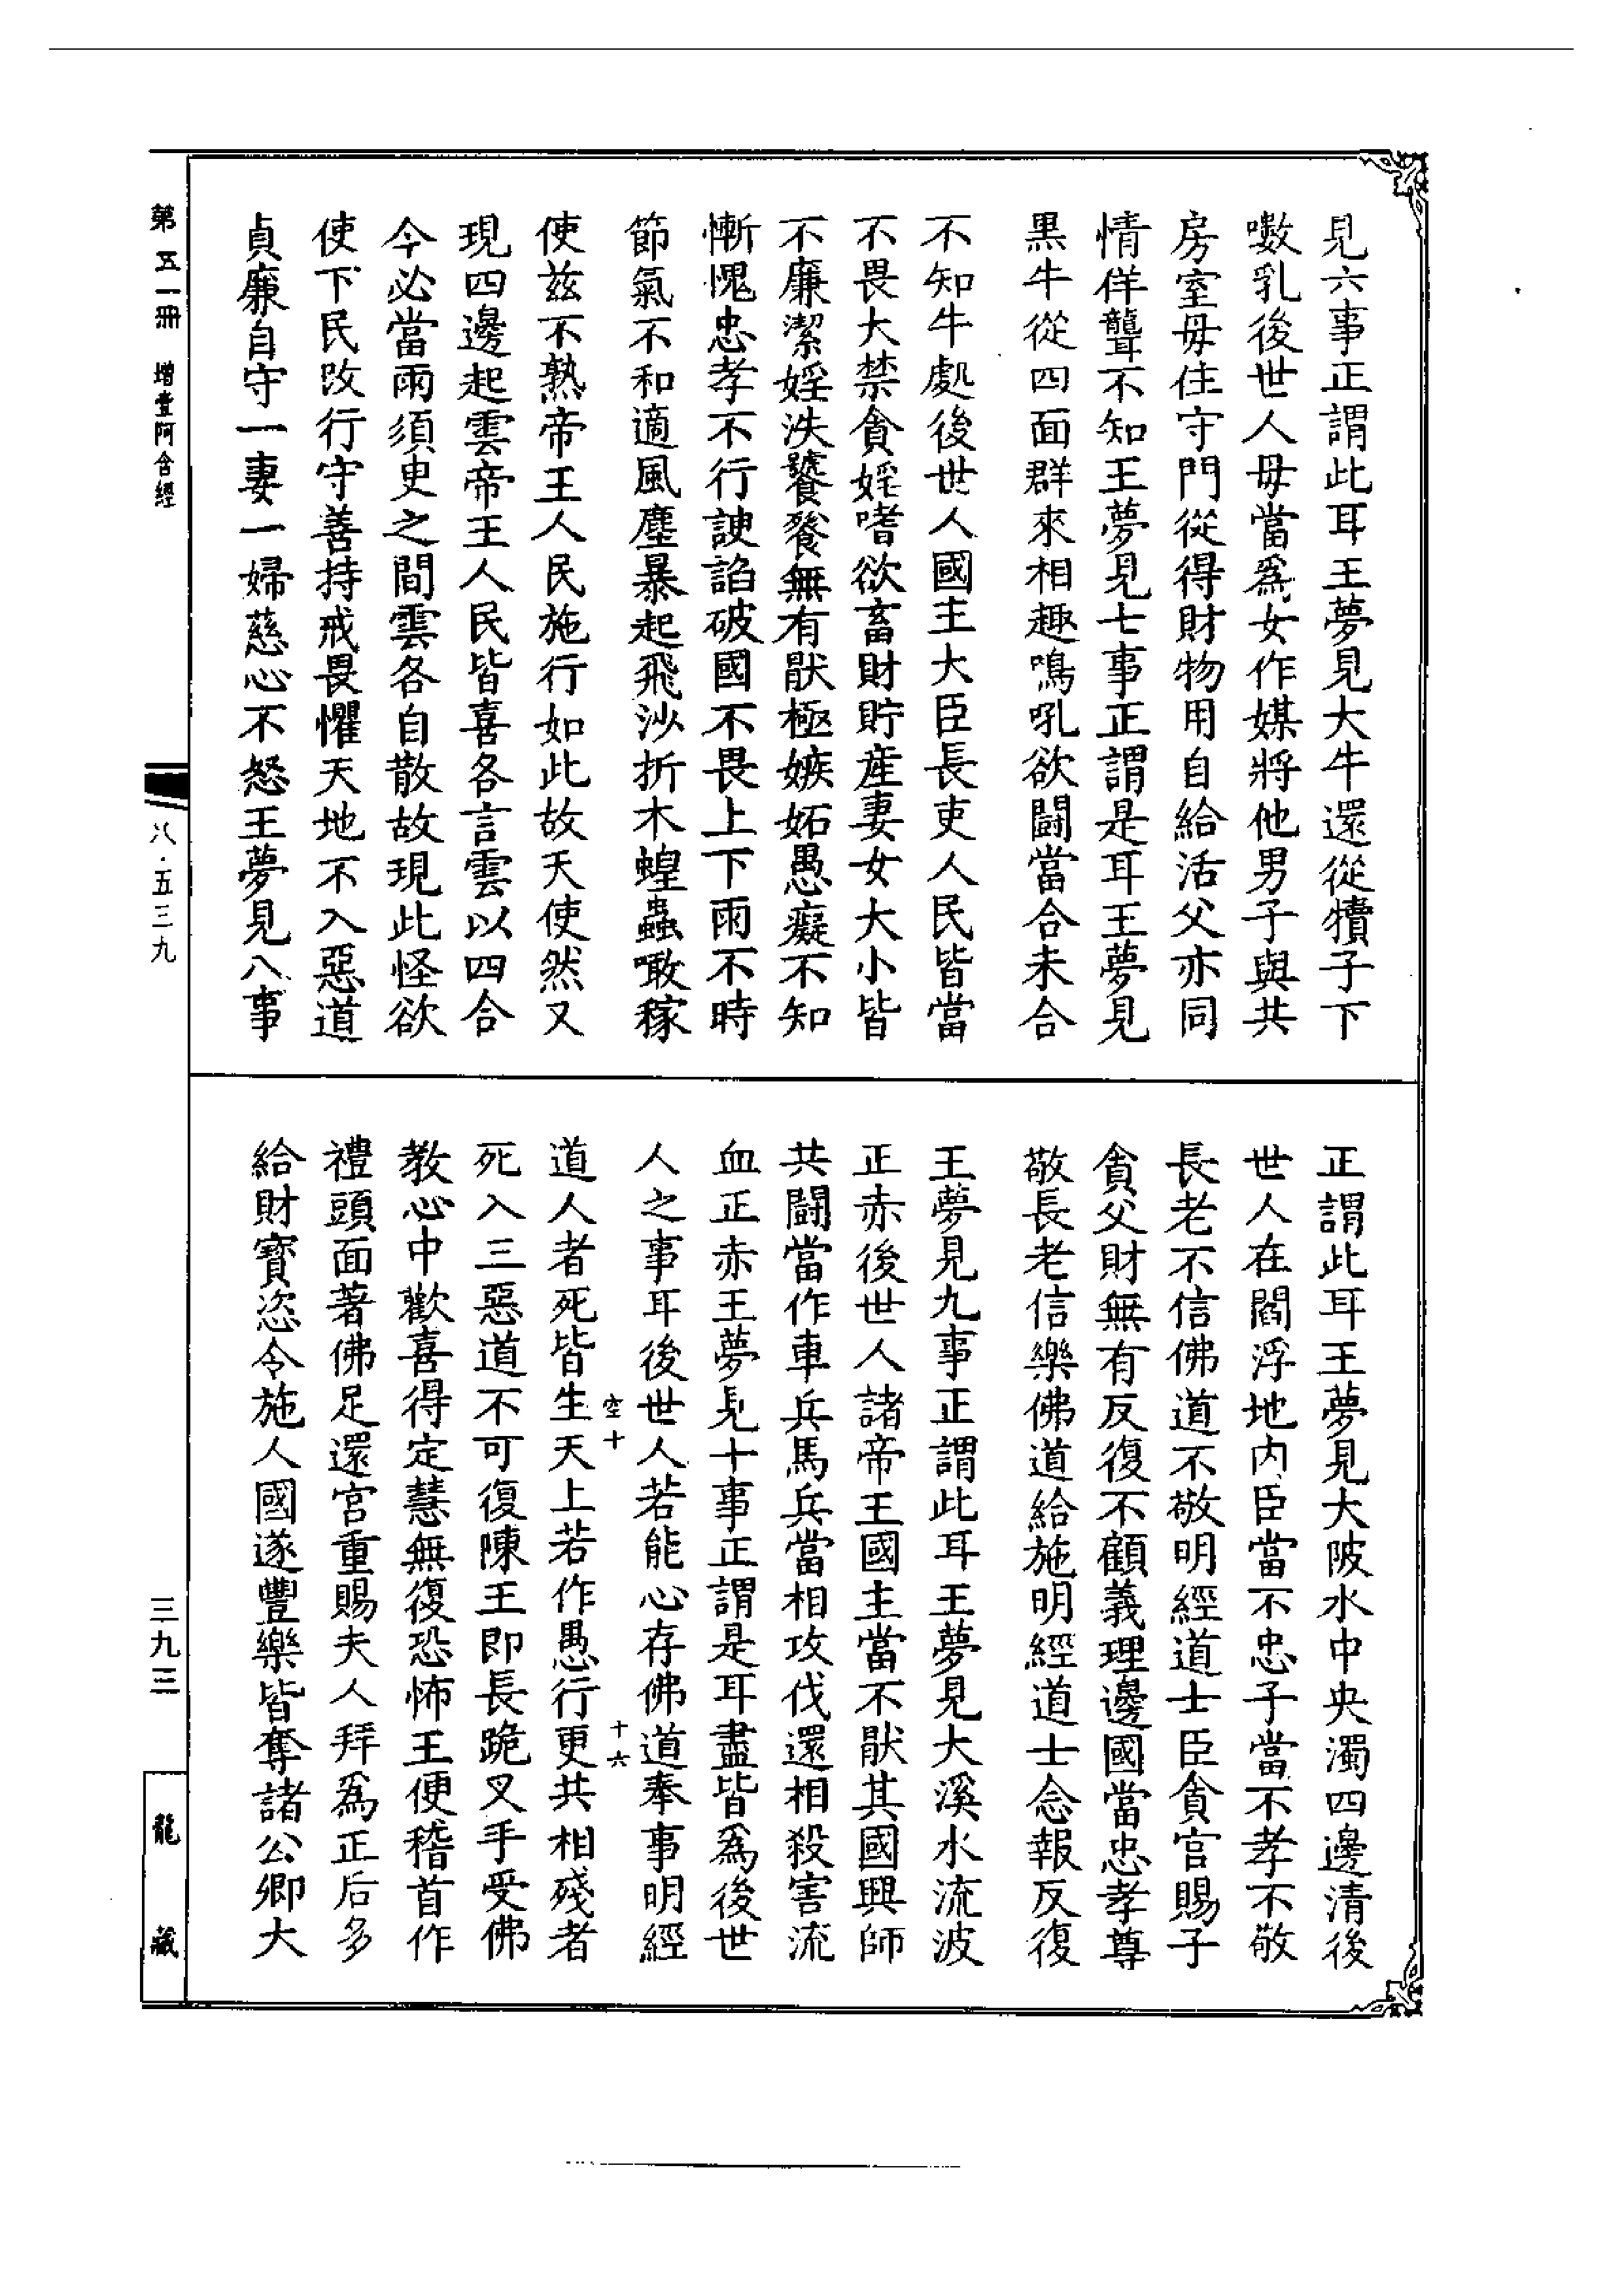 見六事正謂此耳王夢見大牛還從犢子下
嗽乳後世人母當爲女作媒將他男子與共
房室母住守門從得財物用自給活父亦同
情佯聾不知王夢見七事正謂是耳王夢見
黒牛從四面群來相趣鳴吼欲鬪當合未合
不知牛處後世人國主大臣長吏人民皆當
不畏大禁貪婬嗜欲畜財貯産妻女大小皆
不廉潔婬泆饕餮無有猒極嫉妬愚癡不知
慚愧忠孝不行諛諂破國不畏上下雨不時
節氣不和適風塵暴起飛沙折木蝗蟲噉稼
使兹不熟帝王人民施行如此故天使然又
現四邊起雲帝王人民皆喜各言雲以四合
今必當雨須臾之間雲各自散故現此怪欲
使下民改行守善持戒畏懼天地不入惡道
貞廉自守一妻一婦慈心不怒王夢見八事
正謂此耳王夢見大陂水中央濁四邊清後
世人在閻浮地内臣當不忠子當不孝不敬
長老不信佛道不敬明經道士臣貪官賜子
貪父財無有反復不顧義理邊國當忠孝尊
敬長老信樂佛道給施明經道士念報反復
王夢見九事正謂此耳王夢見大溪水流波
正赤後世人諸帝王國主當不猒其國興師
共鬪當作車兵馬兵當相攻伐還相殺害流
血正赤王夢見十事正謂是耳盡皆爲後世
人之事耳後世人若能心存佛道奉事明經
空十
十六
道人者死皆生天上若作愚行更共相殘者
死入三惡道不可復陳王即長跪叉手受佛
教心中歡喜得定慧無復恐怖王便稽首作
禮頭面著佛足還宮重賜夫人拜爲正后多
給財寶恣令施人國遂豐樂皆奪諸公卿大
第五一冊 增壹阿含經
八·五三九
三九三
龍藏